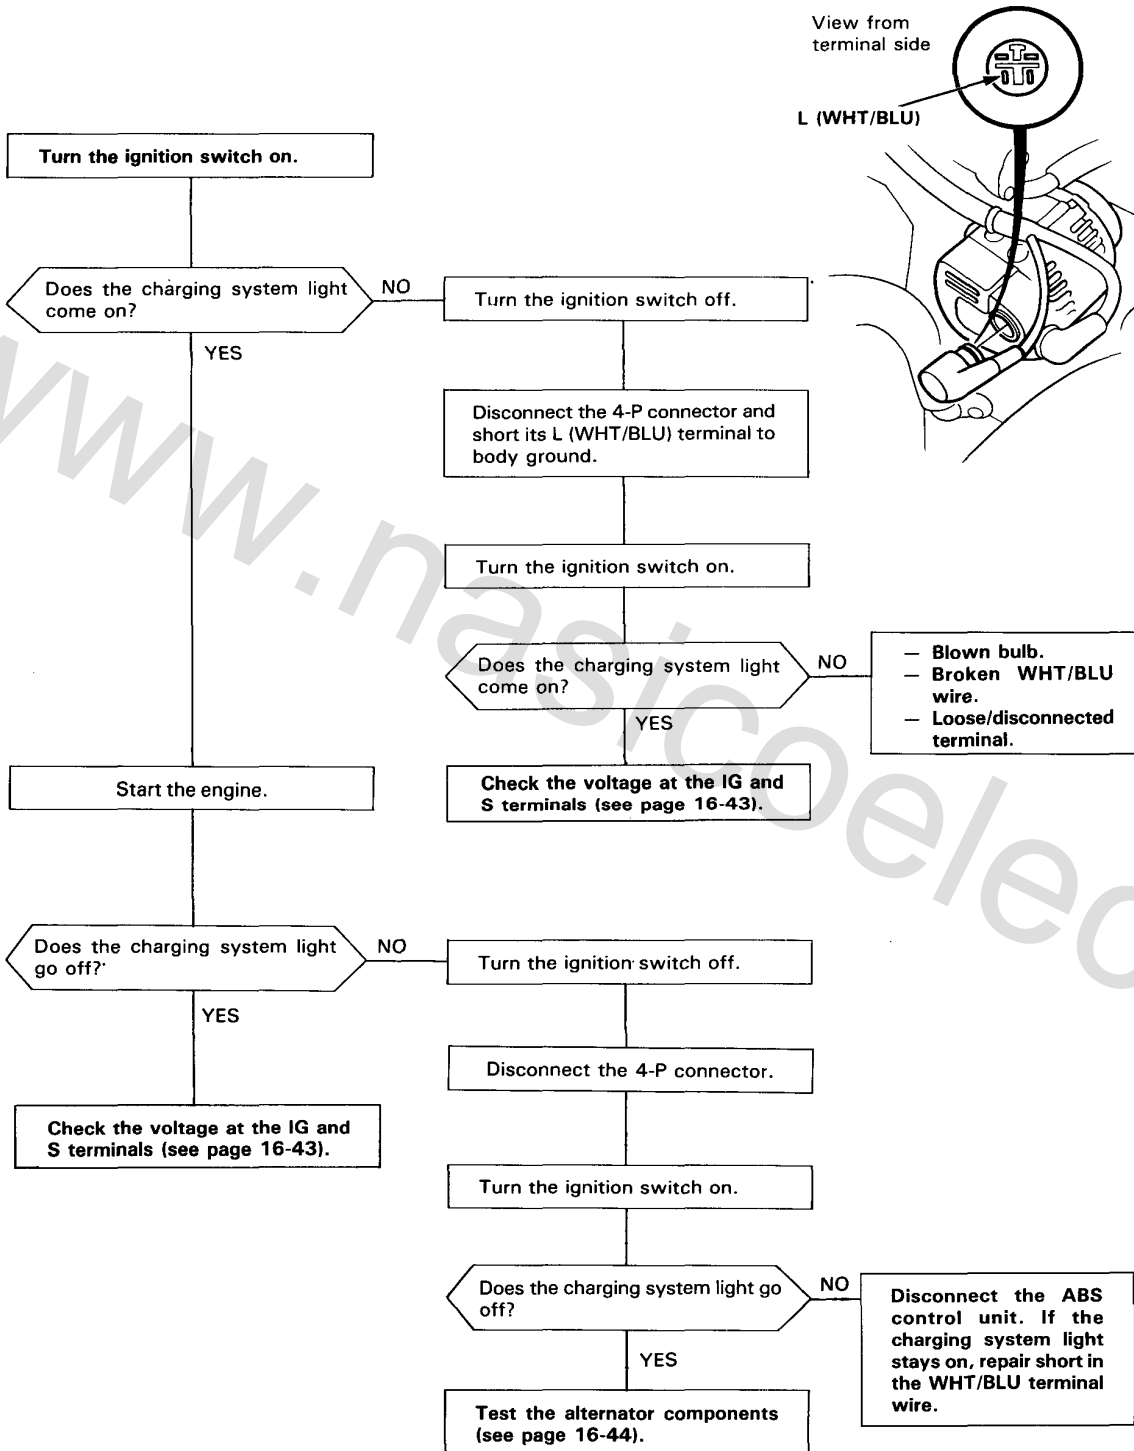 View from
terminal side
L (WHT/BLU)
Turn the ignition switch on.
Does the charging system light
come on?
NO
Turn the ignition switch off.
YES
Disconnect the 4-P connector and
short its L (WHT/BLU) terminal to
body ground.
Turn the ignition switch on.
Does the charging system light
come on?
NO
— Blown bulb.
— Broken WHT/BLU
wire.
— Loose/disconnected
terminal.
YES
Start the engine.
Check the voltage at the IG and
S terminals (see page 16-43).
Does the charging system light
go off?
NO
Turn the ignition switch off.
YES
Disconnect the 4-P connector.
Check the voltage at the IG and
S terminals (see page 16-43).
Turn the ignition switch on.
Does the charging system light go
off?
NO
Disconnect the ABS
control unit. If the
charging system light
stays on, repair short in
the WHT/BLU terminal
wire.
YES
Test the alternator components
(see page 16-44).
www.nasicoelec